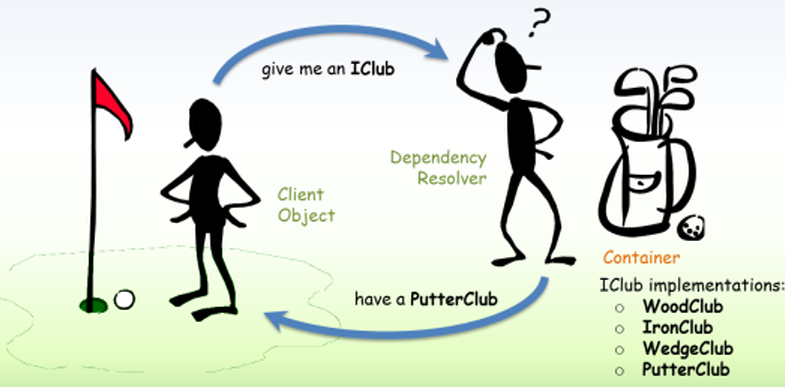 ?
give me an IClub
Dependency
Resolver
Client
Object
Container
IClub implementations:
○ WoodClub
○ IronClub
○ WedgeClub
○ PutterClub
have a PutterClub